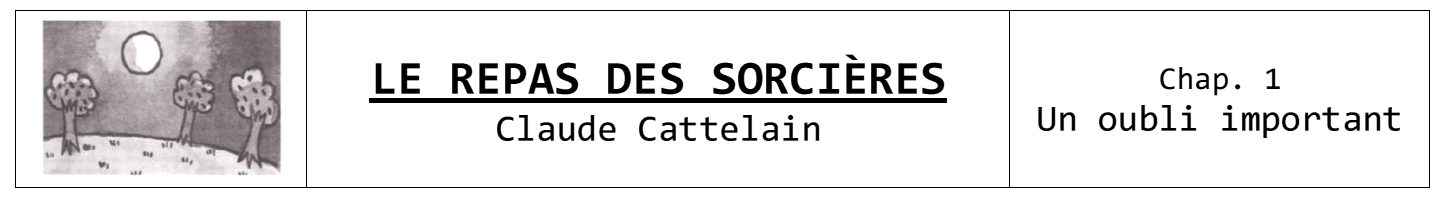 LE REPAS DES SORCIÈRES
Claude Cattelain
Chap. 1
Un oubli important